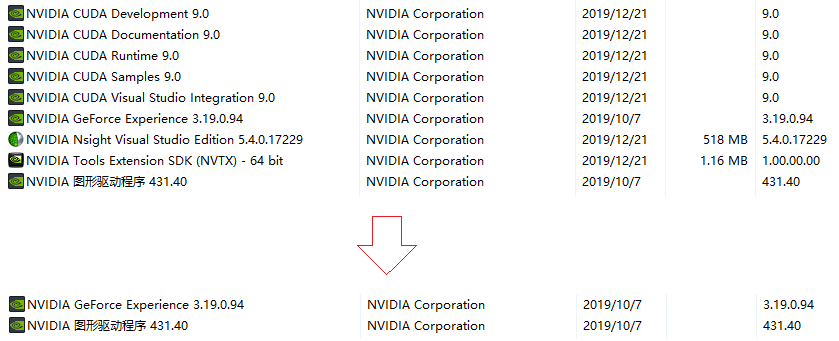 NVIDIA CUDA Development 9.0 NVIDIA Corporation 2019/12/21 9.0
NVIDIA CUDA Documentation 9.0 NVIDIA Corporation 2019/12/21 9.0
NVIDIA CUDA Runtime 9.0 NVIDIA Corporation 2019/12/21 9.0
NVIDIA CUDA Samples 9.0 NVIDIA Corporation 2019/12/21 9.0
NVIDIA CUDA Visual Studio Integration 9.0 NVIDIA Corporation 2019/12/21 9.0
NVIDIA GeForce Experience 3.19.0.94 NVIDIA Corporation 2019/10/7 3.19.0.94
NVIDIA Nsight Visual Studio Edition 5.4.0.17229 NVIDIA Corporation 2019/12/21 518 MB 5.4.0.17229
NVIDIA Tools Extension SDK (NVTX) - 64 bit NVIDIA Corporation 2019/12/21 1.16 MB 1.00.00.00
NVIDIA 图形驱动程序 431.40 NVIDIA Corporation 2019/10/7 431.40
NVIDIA GeForce Experience 3.19.0.94 NVIDIA Corporation 2019/10/7 3.19.0.94
NVIDIA 图形驱动程序 431.40 NVIDIA Corporation 2019/10/7 431.40